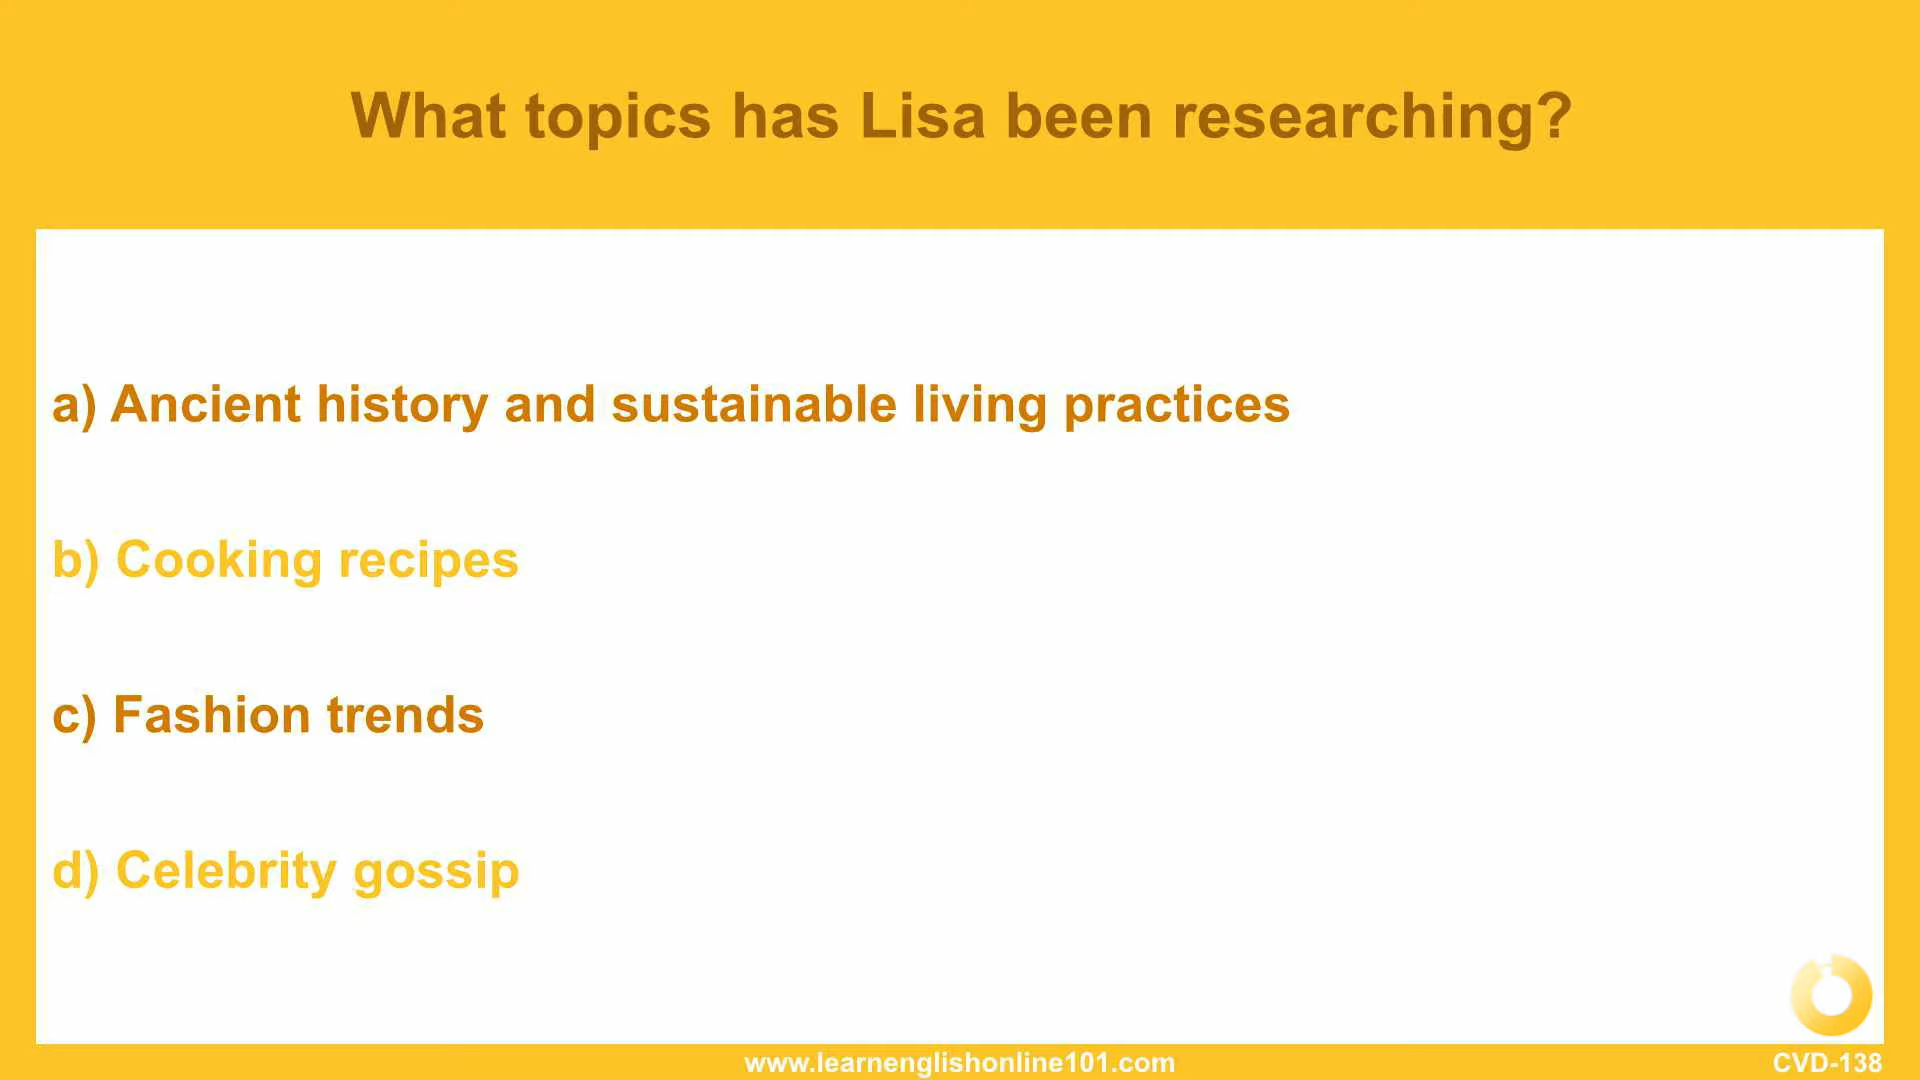 What topics has Lisa been researching?
a) Ancient history and sustainable living practices
b) Cooking recipes
c) Fashion trends
d) Celebrity gossip
www.learnenglishonline101.com
CVD-138